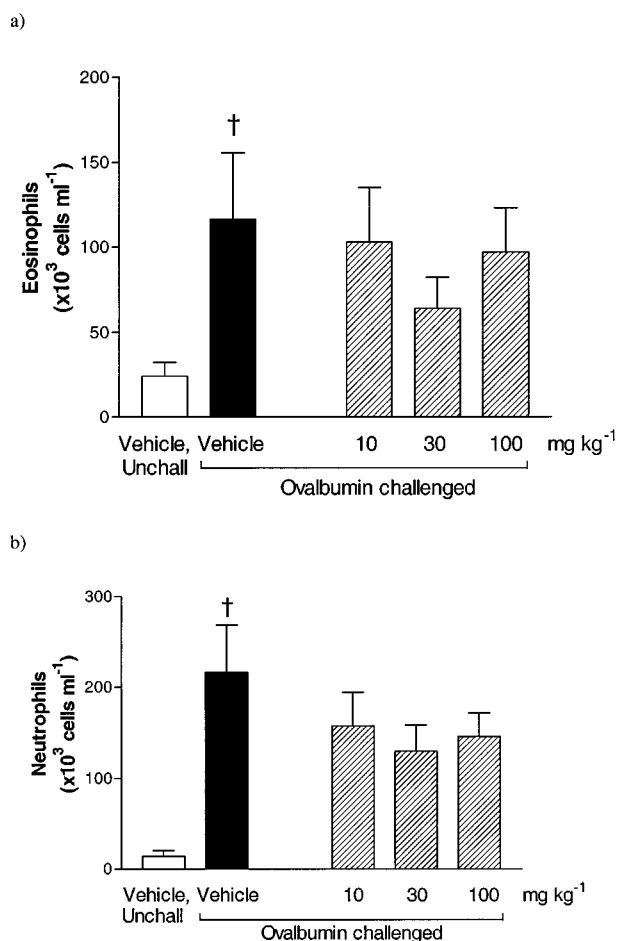 a)
200
150
100
50
0
Eosinophils
(x10³ cells ml⁻¹)
†
Vehicle, Vehicle 10 30 100 mg kg⁻¹
Unchall
Ovalbumin challenged
b)
300
200
100
0
Neutrophils
(x10³ cells ml⁻¹)
†
Vehicle, Vehicle 10 30 100 mg kg⁻¹
Unchall
Ovalbumin challenged